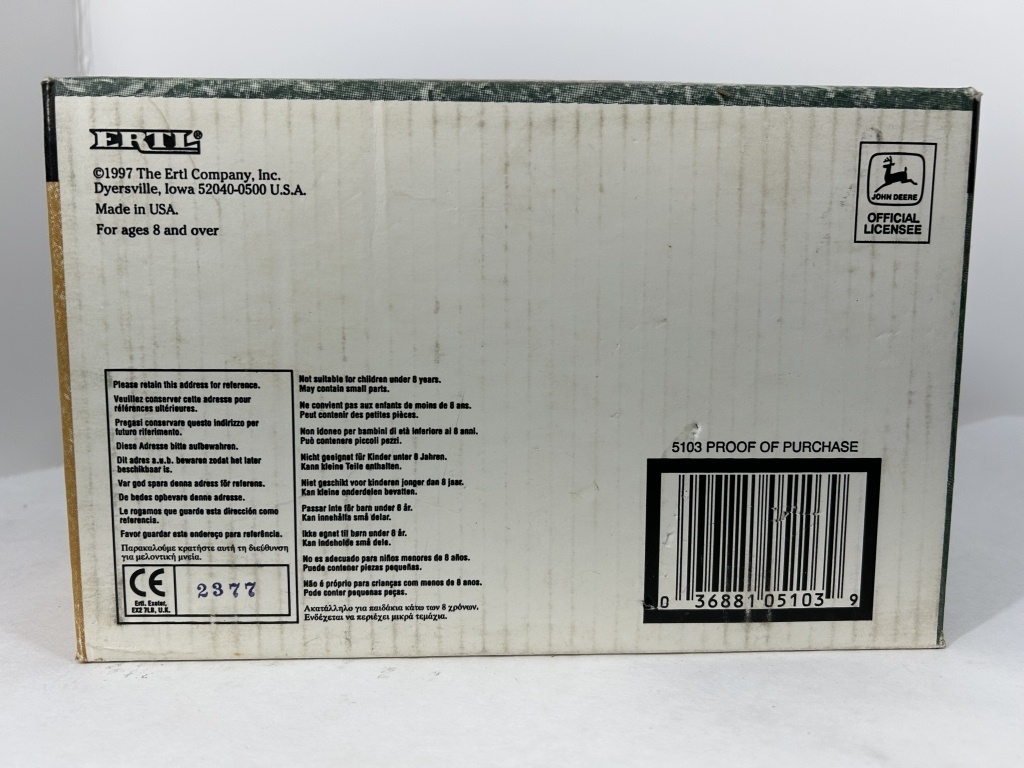 ERTL®
©1997 The Ertl Company, Inc.
Dyersville, Iowa 52040-0500 U.S.A.
Made in USA.
For ages 8 and over
JOHN DEERE
OFFICIAL
LICENSEE
Please retain this address for reference.
Veuillez conserver cette adresse pour
références ultérieures.
Pregasi conservare questo indirizzo per
futuro riferimento.
Diese Adresse bitte aufbewahren.
Dit adres a.u.b. bewaren zodat het later
beschikbaar is.
Var god spara denna adress för referens.
De bedes opbevare denne adresse.
Le rogamos que guarde esta dirección como
referencia.
Favor guardar este endereço para referência.
Παρακαλούμε κρατήστε αυτή τη διεύθυνση
για μελοντική μνεία.
CE
Ertl. Exeter,
EX2 7LB, U.K.
2377
Not suitable for children under 8 years.
May contain small parts.
Ne convient pas aux enfants de moins de 8 ans.
Peut contenir des petites pièces.
Non idoneo per bambini di età inferiore al 8 anni.
Può contenere piccoli pezzi.
Nicht geeignet für Kinder unter 8 Jahren.
Kann kleine Teile enthalten.
Niet geschikt voor kinderen jonger dan 8 jaar.
Kan kleine onderdelen bevatten.
Passar inte för barn under 8 år.
Kan innehålla små delar.
Ikke egnet til børn under 8 år.
Kan indeholde små dele.
No es adecuado para niños menores de 8 años.
Puede contener piezas pequeñas.
Não é próprio para crianças com menos de 8 anos.
Pode conter pequenas peças.
Ακατάλληλο για παιδάκια κάτω των 8 χρόνων.
Ενδέχεται να περιέχει μικρά τεμάχια.
5103 PROOF OF PURCHASE
0 36881 05103 9